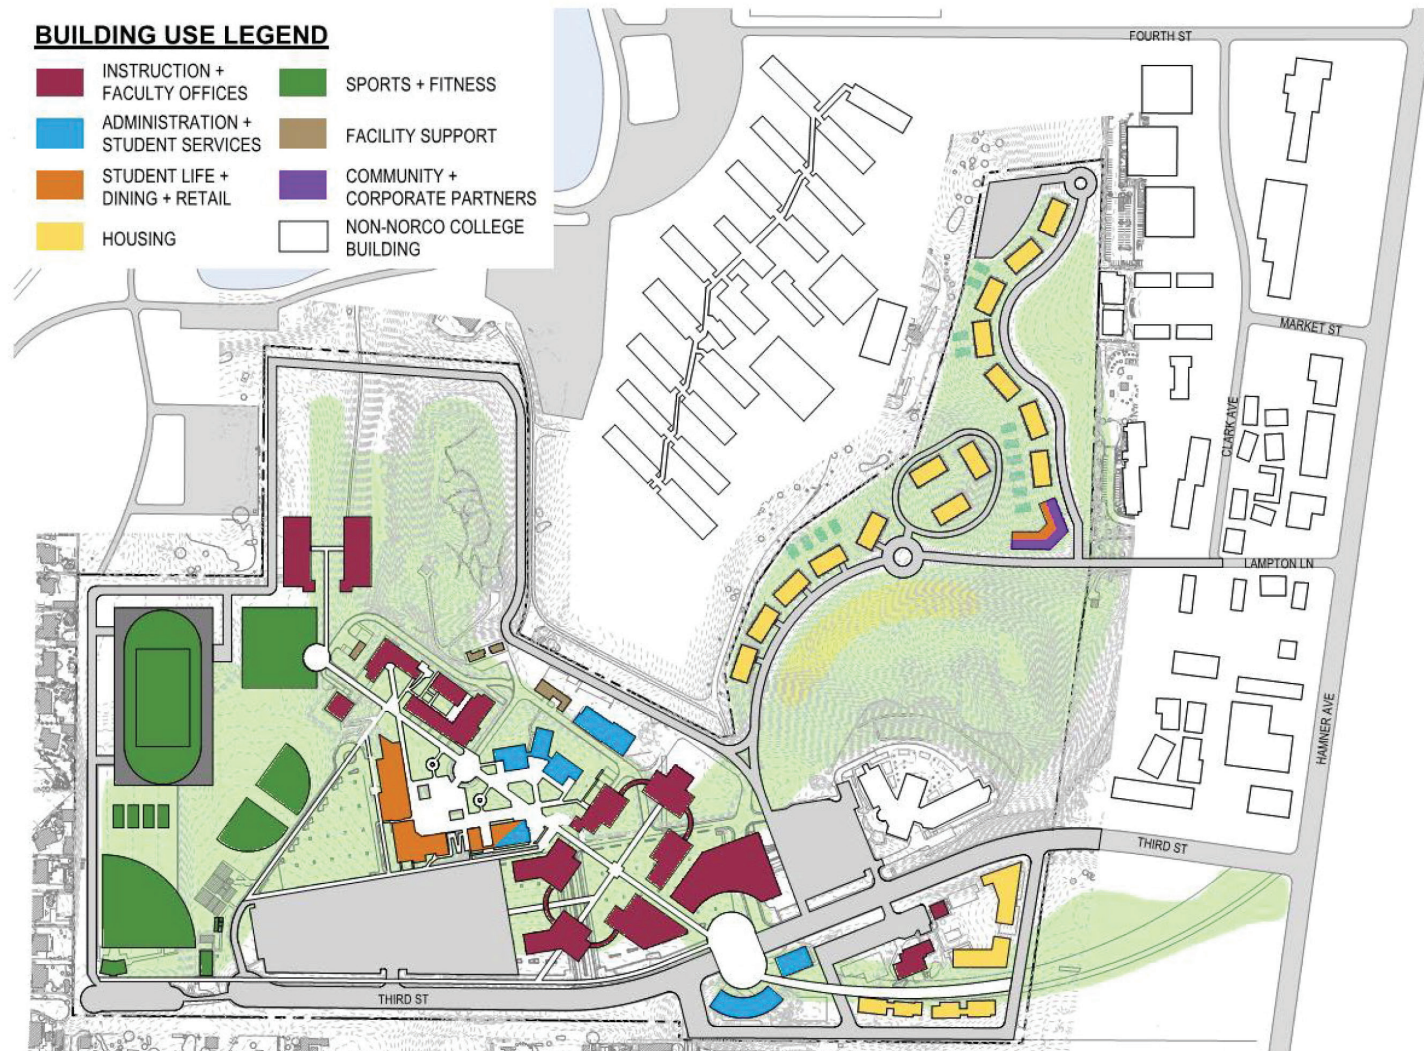 BUILDING USE LEGEND
INSTRUCTION +
FACULTY OFFICES
ADMINISTRATION +
STUDENT SERVICES
STUDENT LIFE +
DINING + RETAIL
HOUSING
SPORTS + FITNESS
FACILITY SUPPORT
COMMUNITY +
CORPORATE PARTNERS
NON-NORCO COLLEGE
BUILDING
FOURTH ST
MARKET ST
CLARK AVE
LAMPTON LN
HAMNER AVE
THIRD ST
THIRD ST